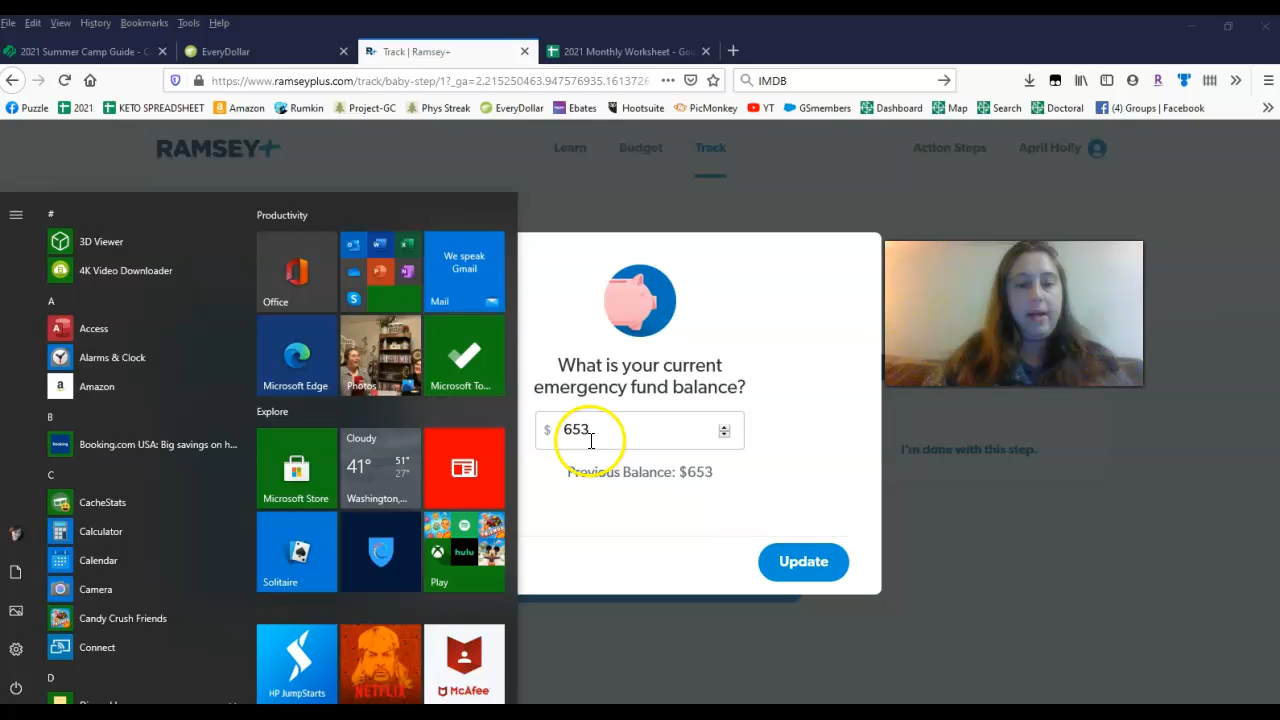 File Edit View History Bookmarks Tools Help
2021 Summer Camp Guide - C
EveryDollar
Track | Ramsey+
2021 Monthly Worksheet - Goo
https://www.ramseyplus.com/track/baby-step/1?_ga=2.215250463.947576935.1613726
IMDB
Puzzle 2021 KETO SPREADSHEET Amazon Rumkin Project-GC Phys Streak EveryDollar Ebates Hootsuite PicMonkey YT GSmembers Dashboard Map Search Doctoral (4) Groups | Facebook
RAMSEY+
Learn Budget Track Action Steps April Holly
#
3D Viewer
4K Video Downloader
A
Access
Alarms & Clock
Amazon
B
Booking.com USA: Big savings on h...
C
CacheStats
Calculator
Calendar
Camera
Candy Crush Friends
Connect
D
Productivity
Office
We speak
Gmail
Mail
Microsoft Edge
Photos
Microsoft To...
Explore
Microsoft Store
Cloudy
41° 51°
27°
Washington,...
Solitaire
hulu
Play
HP JumpStarts
NETFLIX
McAfee
What is your current
emergency fund balance?
$ 653
Previous Balance: $653
Update
I'm done with this step.